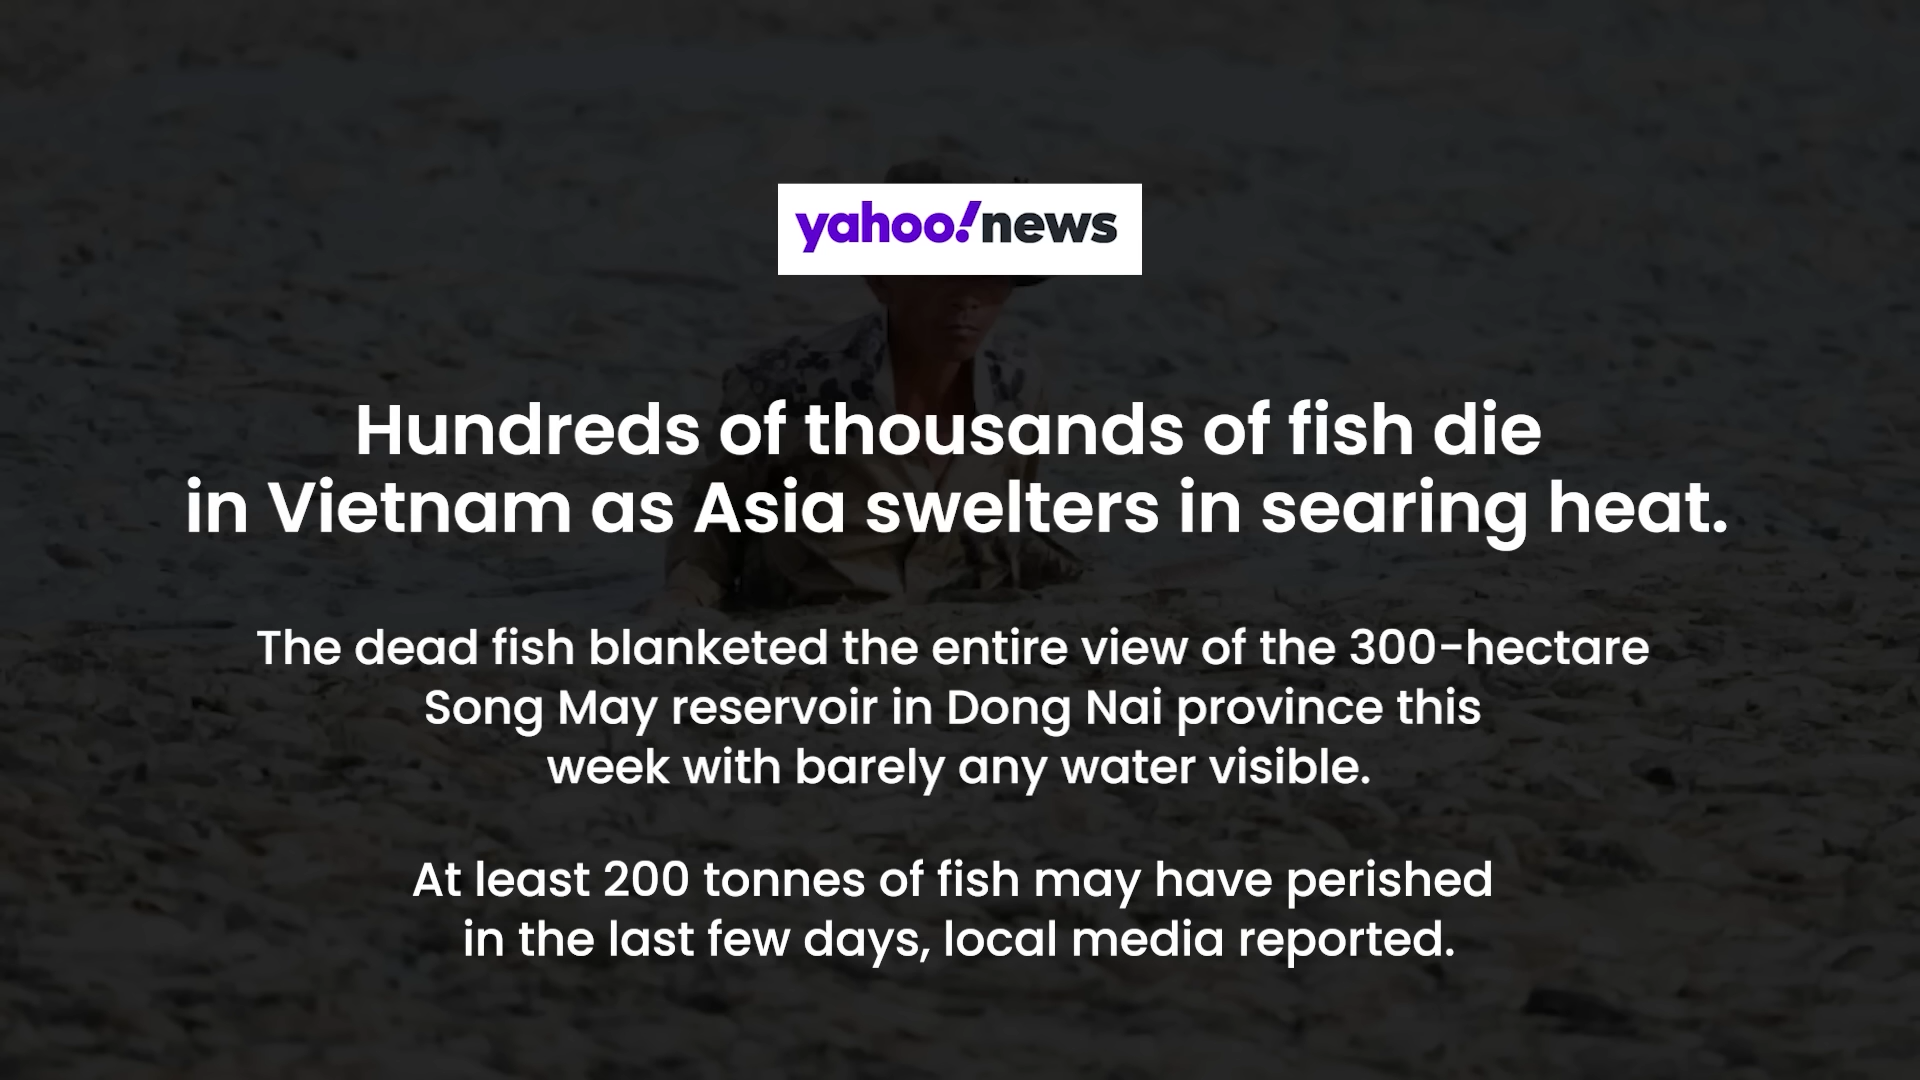 yahoo!news
Hundreds of thousands of fish die
in Vietnam as Asia swelters in searing heat.
The dead fish blanketed the entire view of the 300-hectare
Song May reservoir in Dong Nai province this
week with barely any water visible.
At least 200 tonnes of fish may have perished
in the last few days, local media reported.